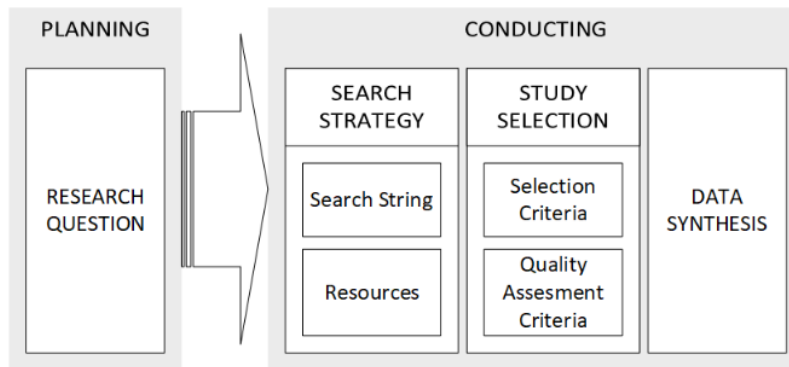 PLANNING
RESEARCH
QUESTION
CONDUCTING
SEARCH
STRATEGY
Search String
Resources
STUDY
SELECTION
Selection
Criteria
Quality
Assesment
Criteria
DATA
SYNTHESIS